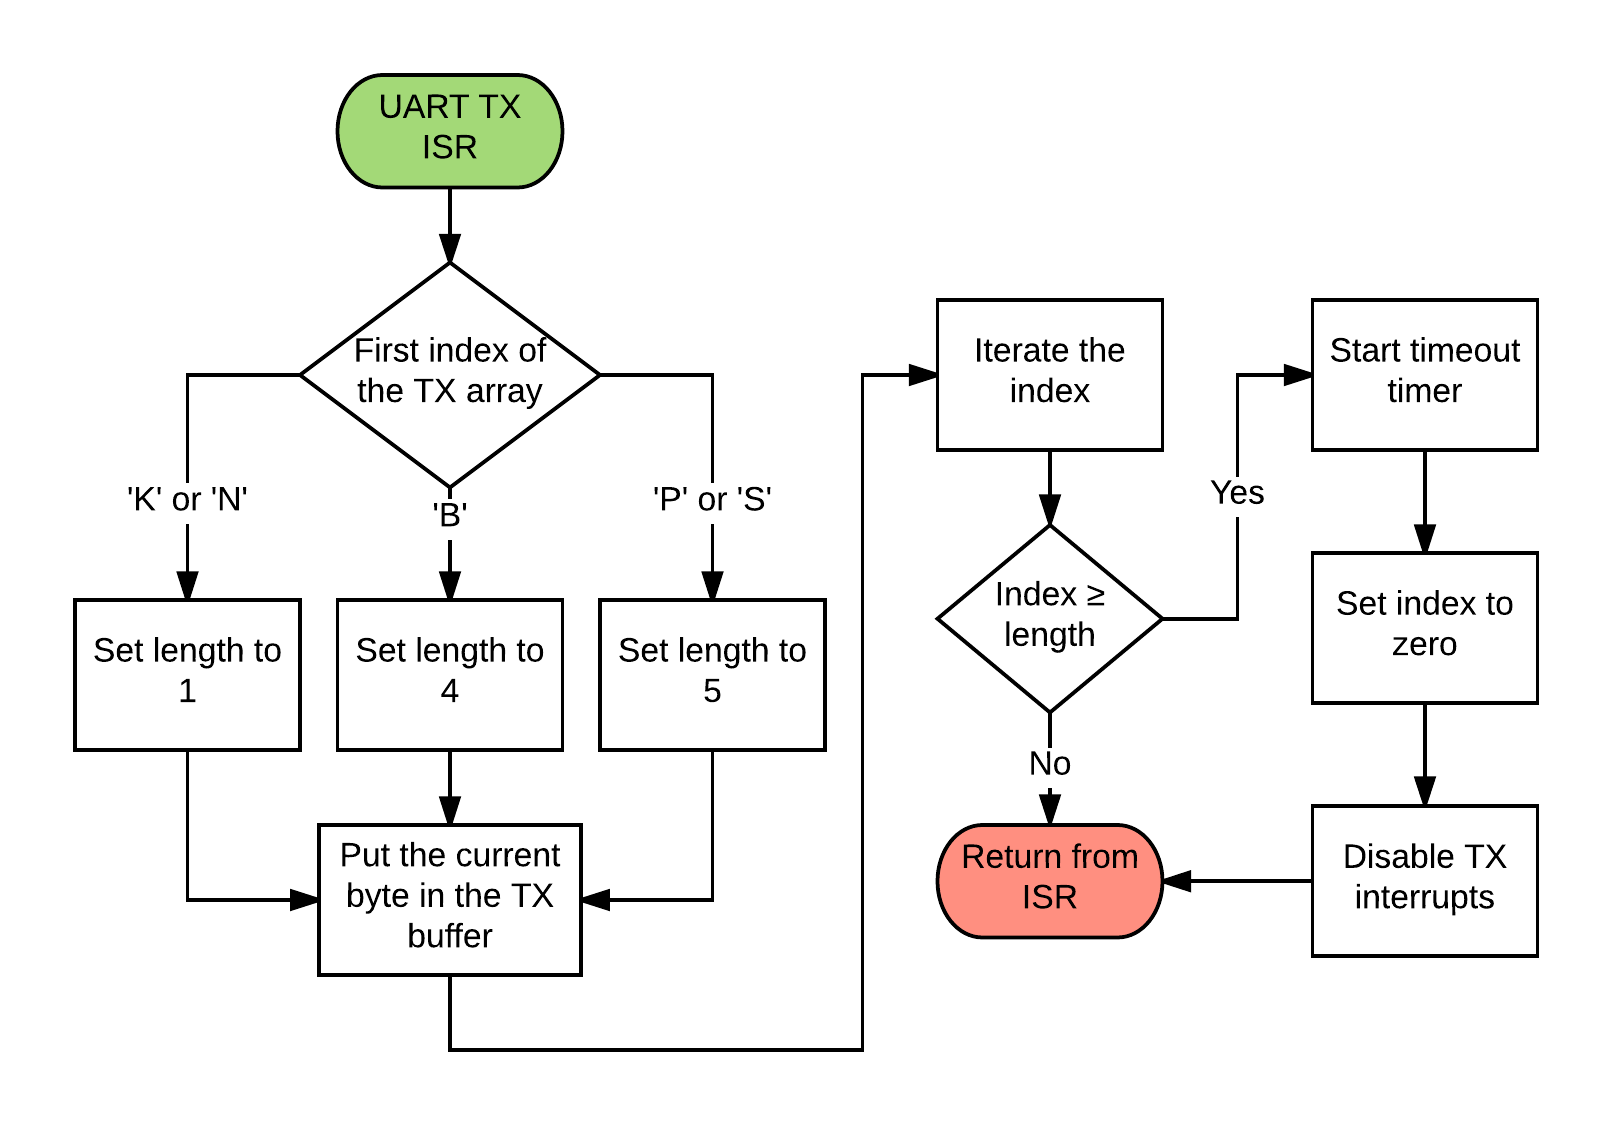 UART TX
ISR
First index of
the TX array
'K' or 'N'
'B'
'P' or 'S'
Set length to
1
Set length to
4
Set length to
5
Put the current
byte in the TX
buffer
Iterate the
index
Index ≥
length
Yes
No
Start timeout
timer
Set index to
zero
Disable TX
interrupts
Return from
ISR